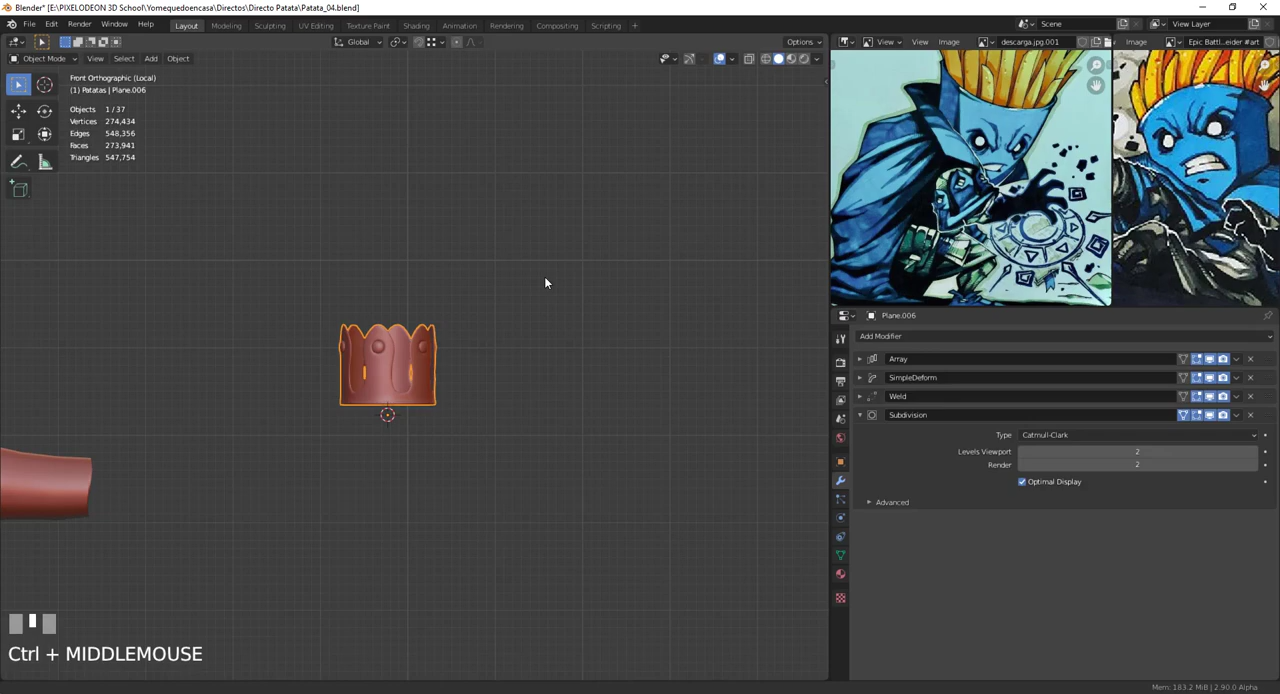 Blender* [E:\PIXELODEON 3D School\Yomequedoencasa\Directos\Directo Patata\Patata_04.blend]
File Edit Render Window Help Layout Modeling Sculpting UV Editing Texture Paint Shading Animation Rendering Compositing Scripting + Scene View Layer
Global Options View View Image descarga.jpg.001 Image Epic Battl...eider #art
Object Mode View Select Add Object
Front Orthographic (Local)
(1) Patatas | Plane.006
Objects 1 / 37
Vertices 274,434
Edges 548,356
Faces 273,941
Triangles 547,754
Plane.006
Add Modifier
Array
SimpleDeform
Weld
Subdivision
Type Catmull-Clark
Levels Viewport 2
Render 2
Optimal Display
Advanced
Ctrl + MIDDLEMOUSE
Mem: 183.2 MiB | 2.90.0 Alpha